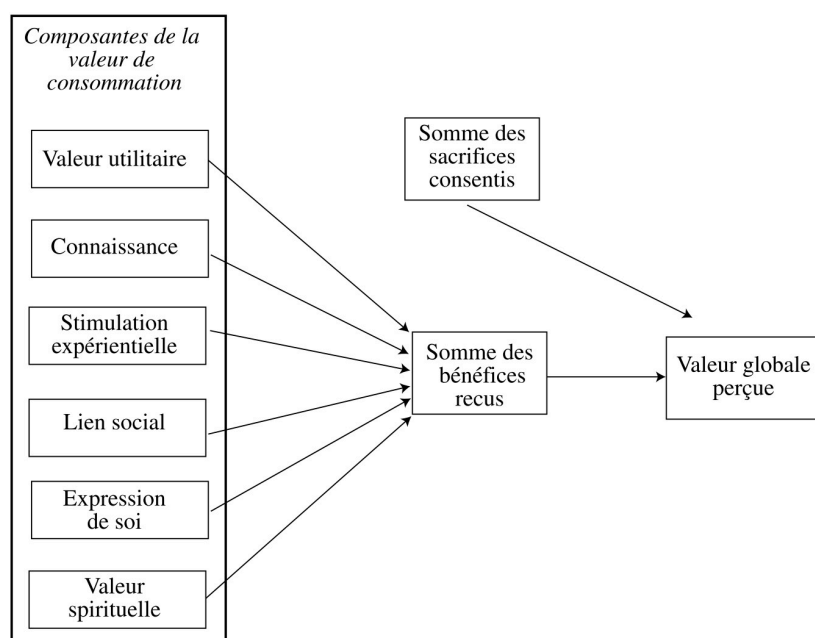 Composantes de la
valeur de
consommation
Valeur utilitaire
Connaissance
Stimulation
expérientielle
Lien social
Expression
de soi
Valeur
spirituelle
Somme des
sacrifices
consentis
Somme des
bénéfices
recus
Valeur globale
perçue